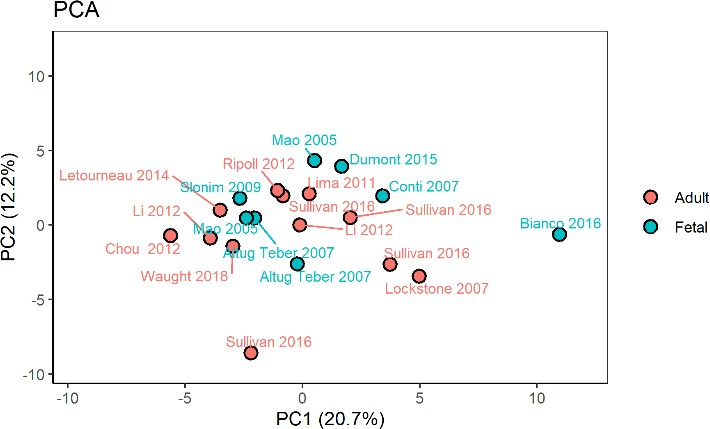 PCA
10
5
0
-5
-10
PC2 (12.2%)
Mao 2005
Dumont 2015
Ripoll 2012
Letourneau 2014
Slonim 2009
Lima 2011
Conti 2007
Sullivan 2016
Sullivan 2016
Li 2012
Mao 2005
Li 2012
Bianco 2016
Chou 2012
Altug Teber 2007
Sullivan 2016
Waught 2018
Altug Teber 2007
Lockstone 2007
Sullivan 2016
-10
-5
0
5
10
PC1 (20.7%)
Adult
Fetal